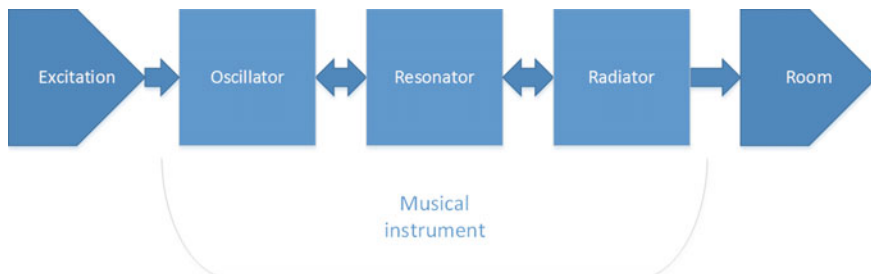 Excitation
Oscillator
Resonator
Radiator
Room
Musical
instrument